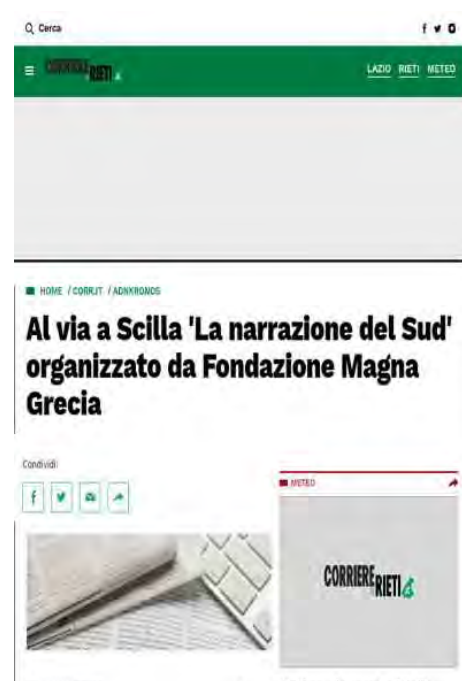 Cerca
CORRIERE RIETI
LAZIO RIETI METEO
HOME / CORR.IT / ADNKRONOS
Al via a Scilla 'La narrazione del Sud'
organizzato da Fondazione Magna
Grecia
Condividi:
METEO
CORRIERE RIETI